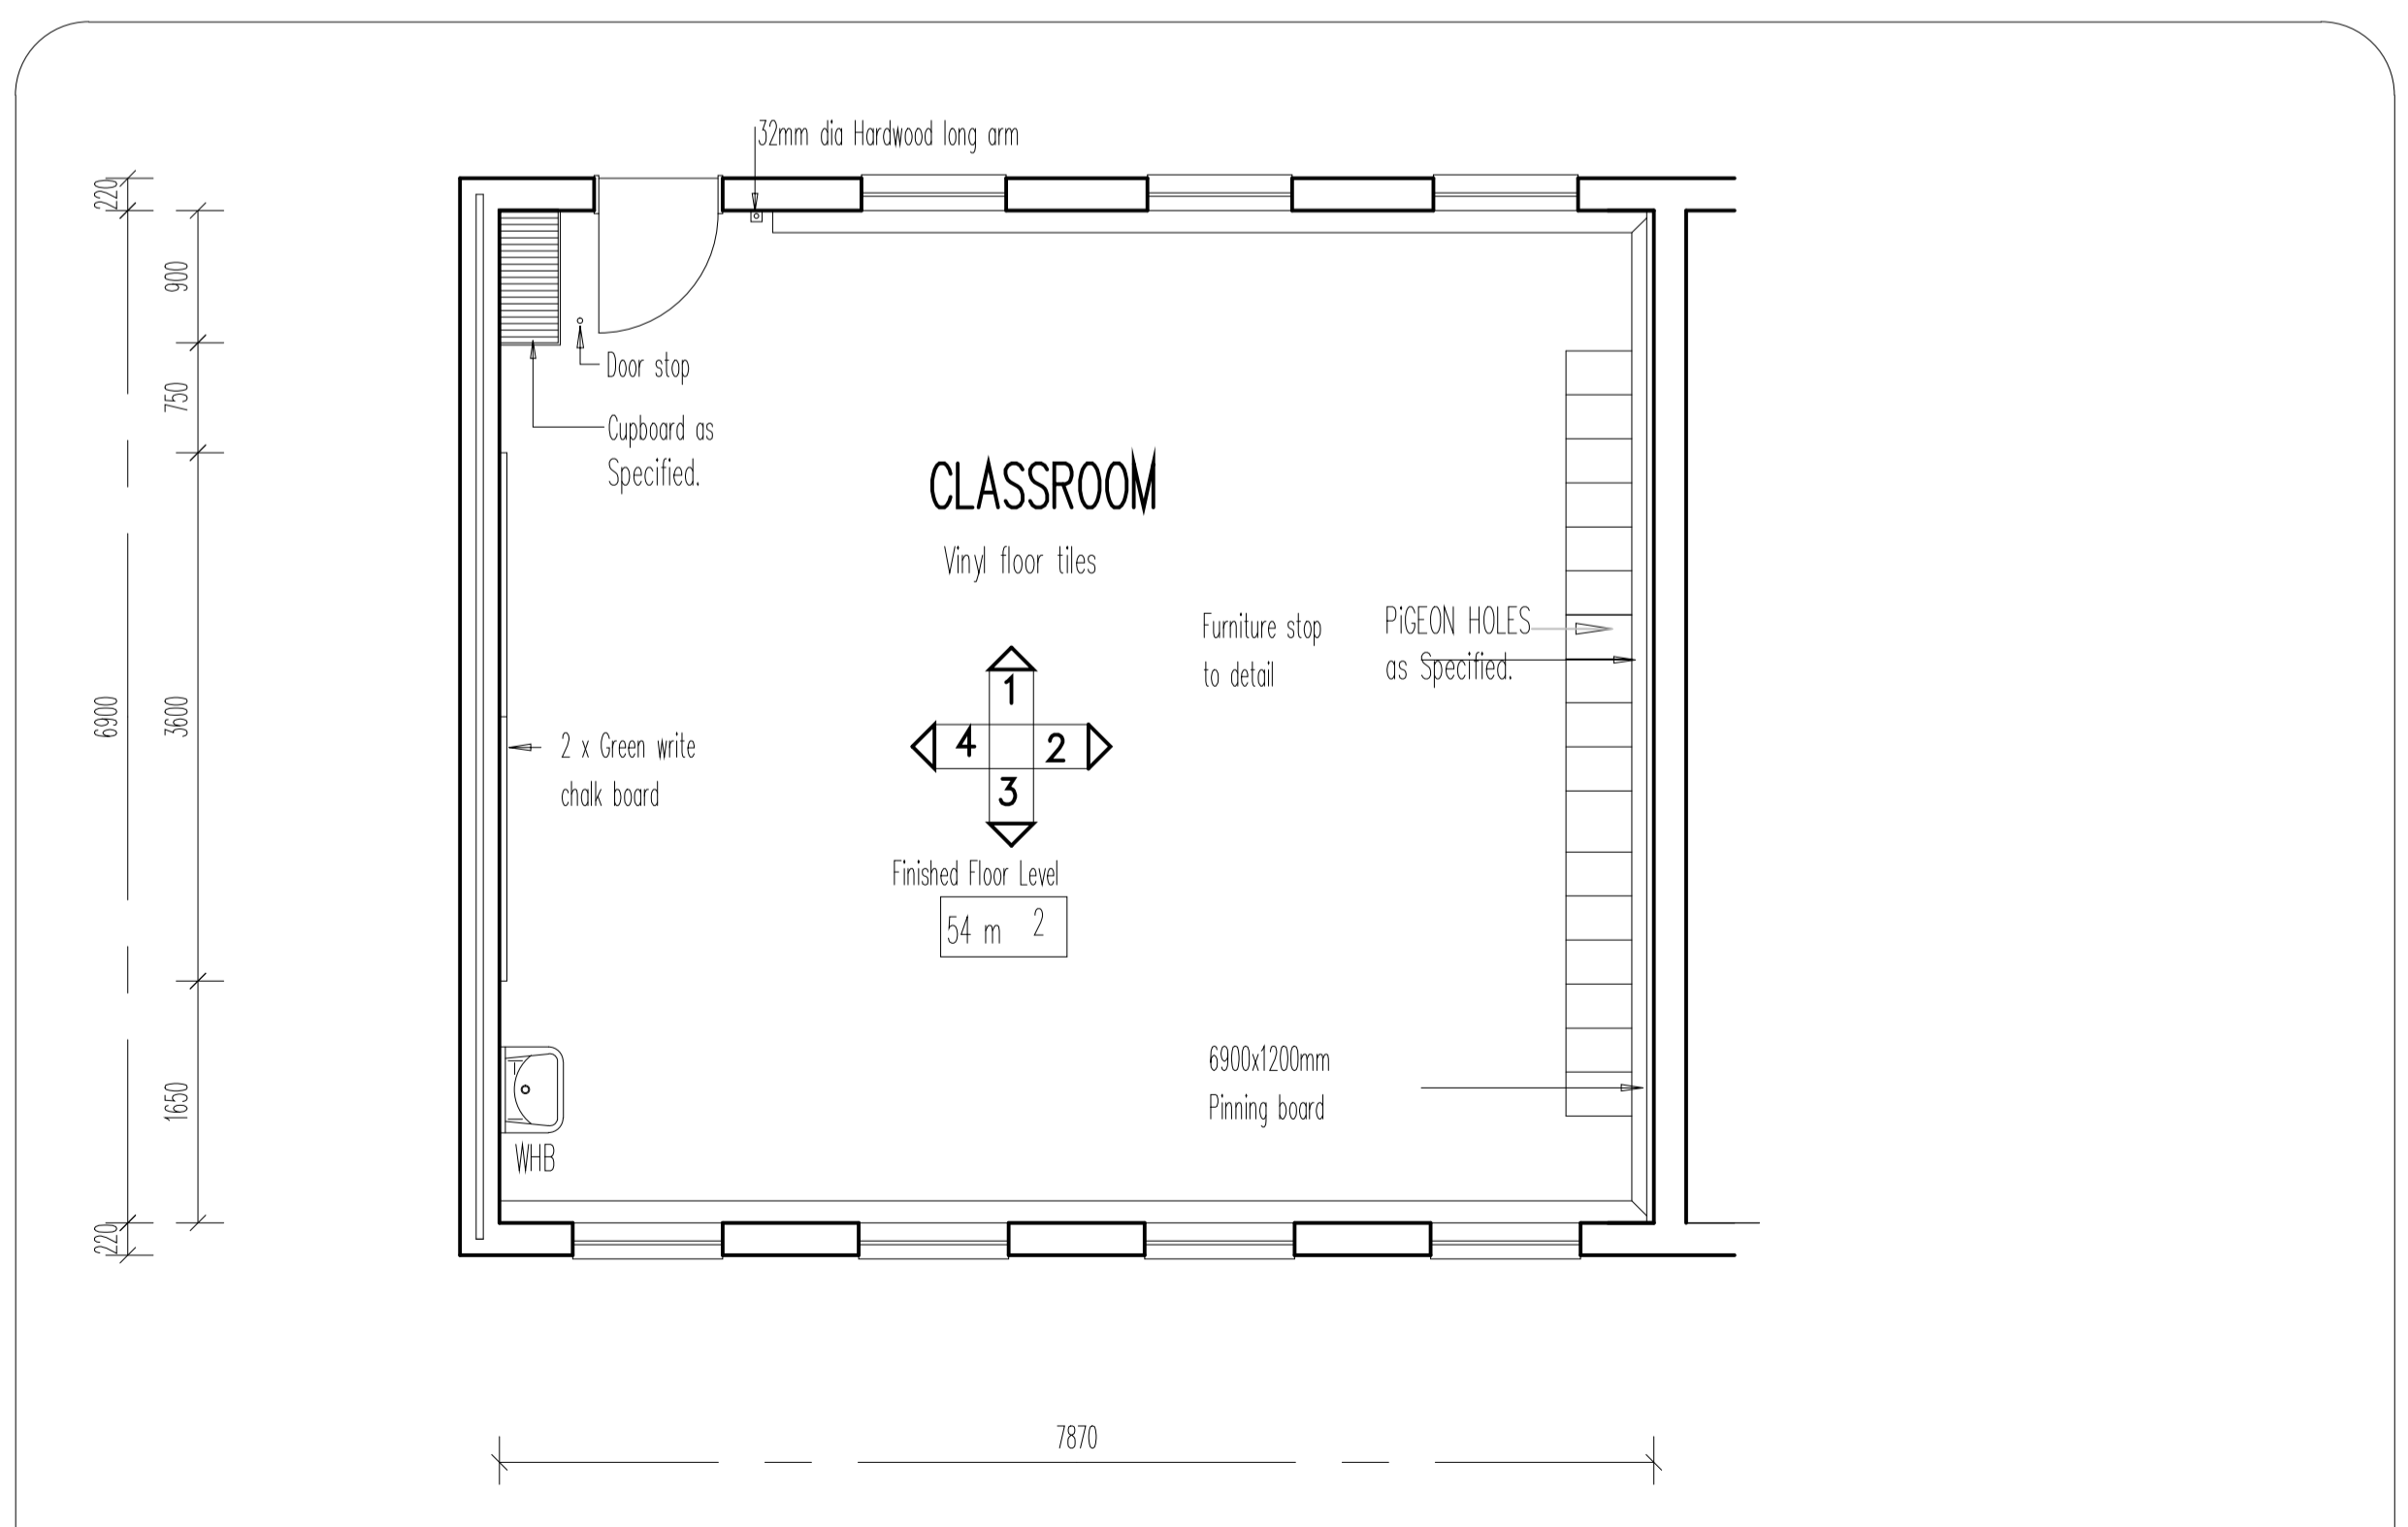 32mm dia Hardwood long arm
220
900
Door stop
750
Cupboard as
Specified.
CLASSROOM
Vinyl floor tiles
Furniture stop
to detail
PiGEON HOLES
as Specified.
1
4
2
3
6900
3600
2 x Green write
chalk board
Finished Floor Level
54 m 2
6900x1200mm
Pinning board
1650
WHB
220
7870